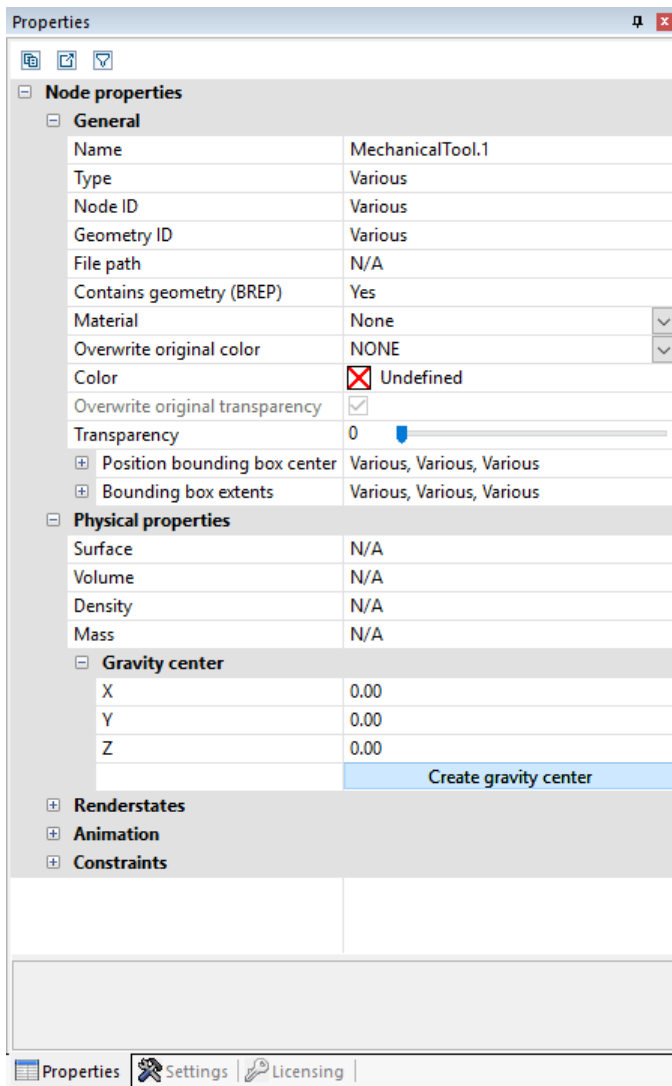 Properties
Node properties
General
Name MechanicalTool.1
Type Various
Node ID Various
Geometry ID Various
File path N/A
Contains geometry (BREP) Yes
Material None
Overwrite original color NONE
Color Undefined
Overwrite original transparency
Transparency 0
Position bounding box center Various, Various, Various
Bounding box extents Various, Various, Various
Physical properties
Surface N/A
Volume N/A
Density N/A
Mass N/A
Gravity center
X 0.00
Y 0.00
Z 0.00
Create gravity center
Renderstates
Animation
Constraints
Properties Settings Licensing